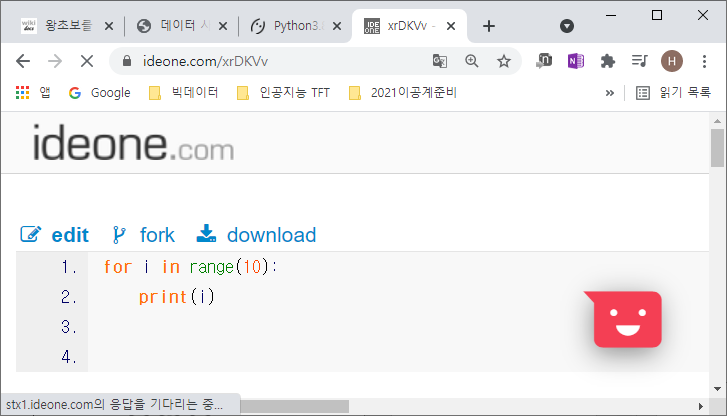 왕초보를
데이터 시
Python3.
xrDKVv -
ideone.com/xrDKVv
H
앱
Google
빅데이터
인공지능 TFT
2021이공계준비
»
읽기 목록
ideone.com
edit
fork
download
1. for i in range(10):
2. print(i)
3.
4.
stx1.ideone.com의 응답을 기다리는 중...